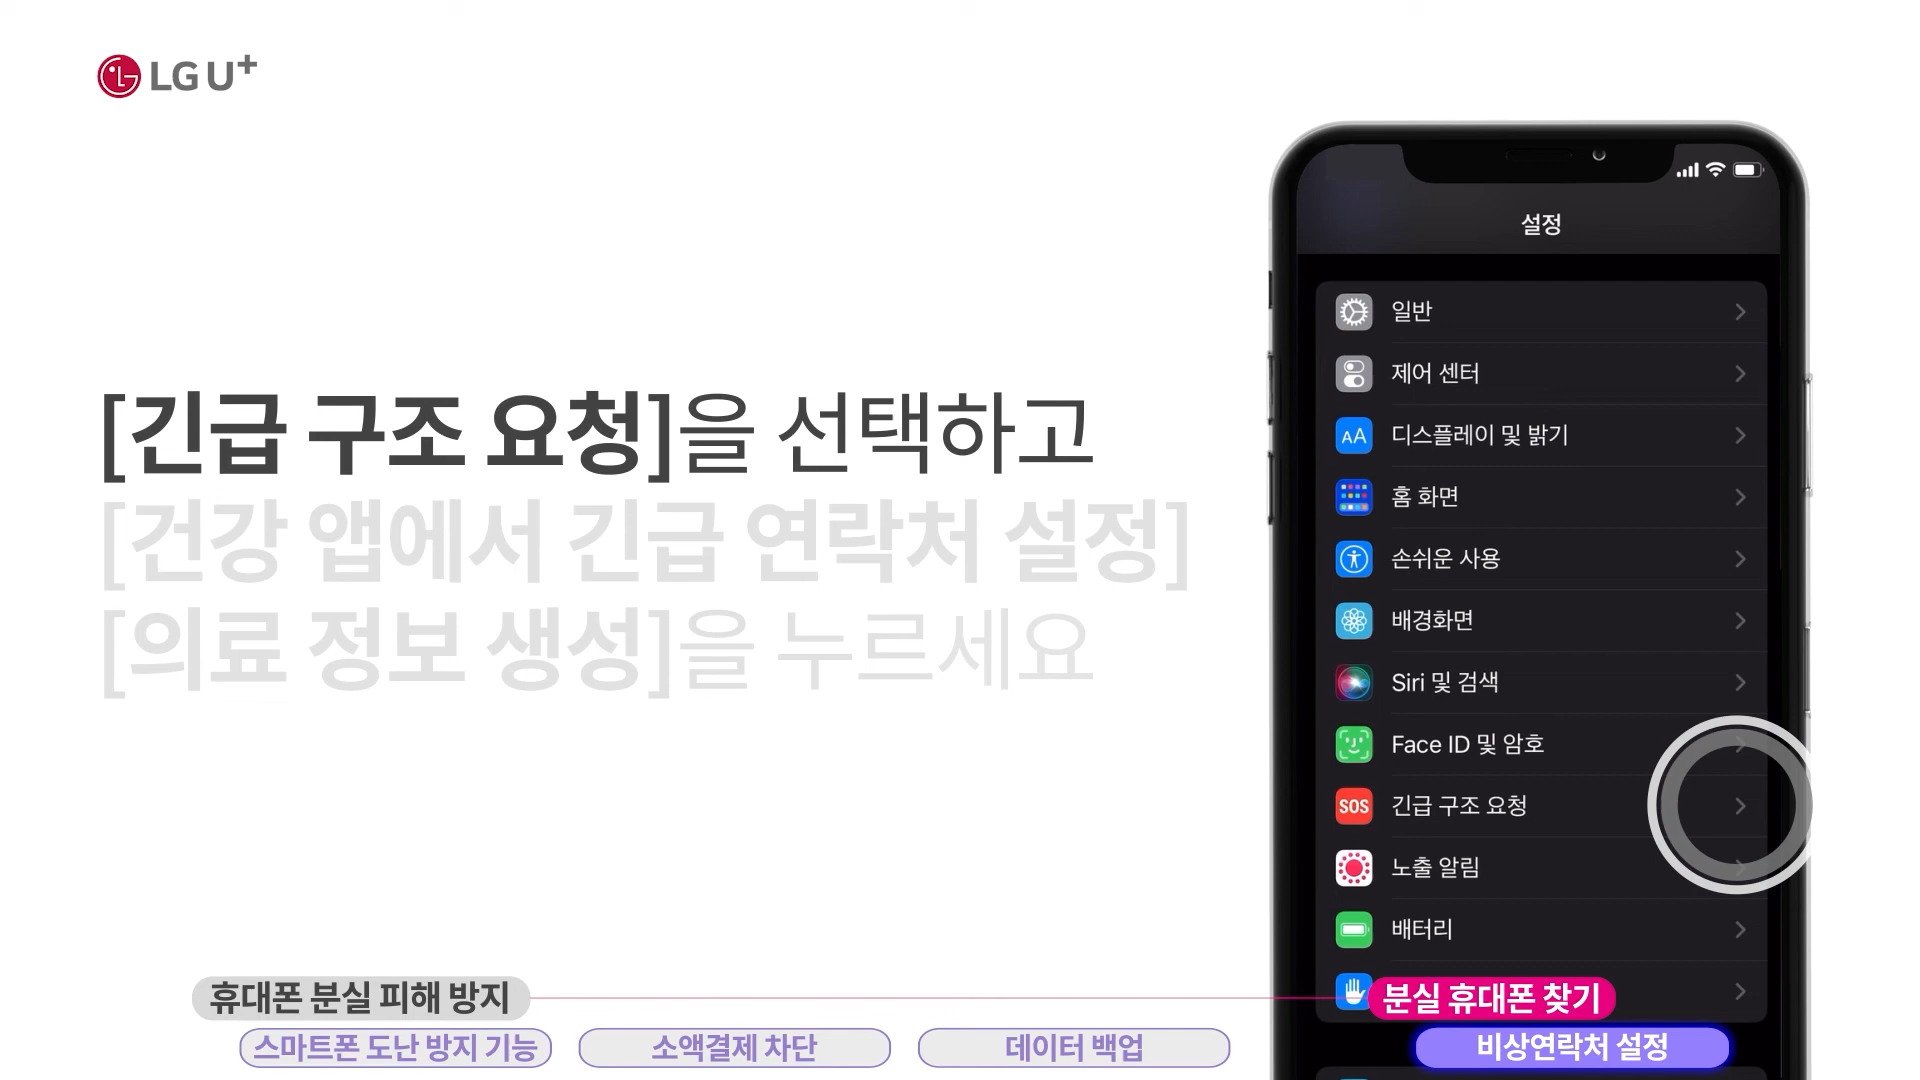 LG U+
[긴급 구조 요청]을 선택하고
[건강 앱에서 긴급 연락처 설정]
[의료 정보 생성]을 누르세요
설정
일반
제어 센터
AA 디스플레이 및 밝기
홈 화면
손쉬운 사용
배경화면
Siri 및 검색
Face ID 및 암호
SOS 긴급 구조 요청
노출 알림
배터리
휴대폰 분실 피해 방지
분실 휴대폰 찾기
스마트폰 도난 방지 기능
소액결제 차단
데이터 백업
비상연락처 설정